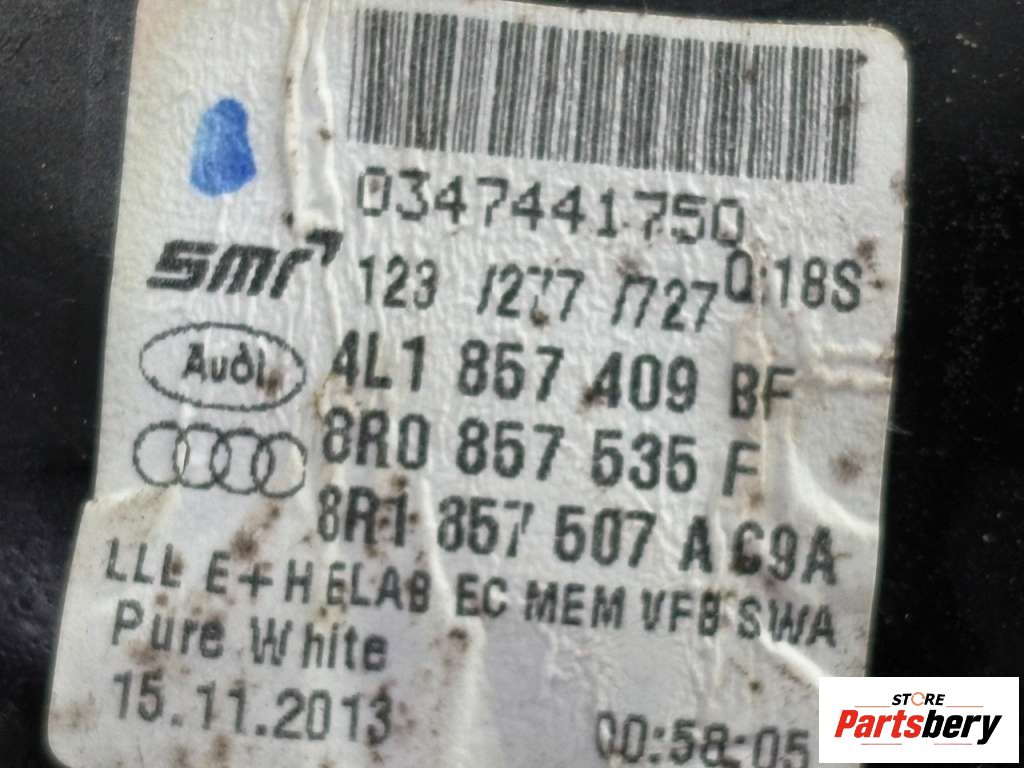 0347441750
smr 123 /277 /727 Q:18S
Audi 4L1 857 409 BF
8R0 857 535 F
8R1 857 507 A C9A
LLL E+H ELAB EC MEM VFB SWA
Pure White
15.11.2013 00:58:05
STORE
Partsbery